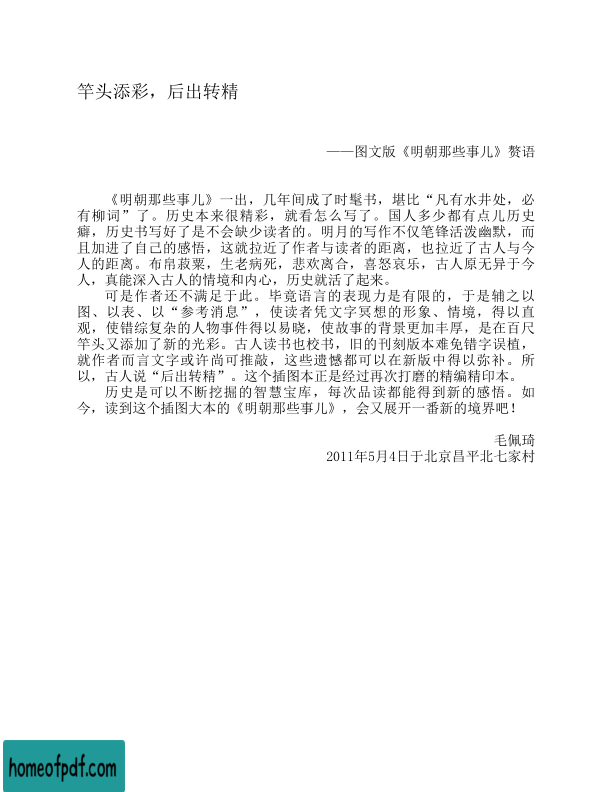 竿头添彩，后出转精
——图文版《明朝那些事儿》赘语
《明朝那些事儿》一出，几年间成了时髦书，堪比“凡有水井处，必
有柳词”了。历史本来很精彩，就看怎么写了。国人多少都有点儿历史
癖，历史书写好了是不会缺少读者的。明月的写作不仅笔锋活泼幽默，而
且加进了自己的感悟，这就拉近了作者与读者的距离，也拉近了古人与今
人的距离。布帛菽粟，生老病死，悲欢离合，喜怒哀乐，古人原无异于今
人，真能深入古人的情境和内心，历史就活了起来。
可是作者还不满足于此。毕竟语言的表现力是有限的，于是辅之以
图、以表、以“参考消息”，使读者凭文字冥想的形象、情境，得以直
观，使错综复杂的人物事件得以易晓，使故事的背景更加丰厚，是在百尺
竿头又添加了新的光彩。古人读书也校书，旧的刊刻版本难免错字误植，
就作者而言文字或许尚可推敲，这些遗憾都可以在新版中得以弥补。所
以，古人说“后出转精”。这个插图本正是经过再次打磨的精编精印本。
历史是可以不断挖掘的智慧宝库，每次品读都能得到新的感悟。如
今，读到这个插图大本的《明朝那些事儿》，会又展开一番新的境界吧！
毛佩琦
2011年5月4日于北京昌平北七家村
homeofpdf.com